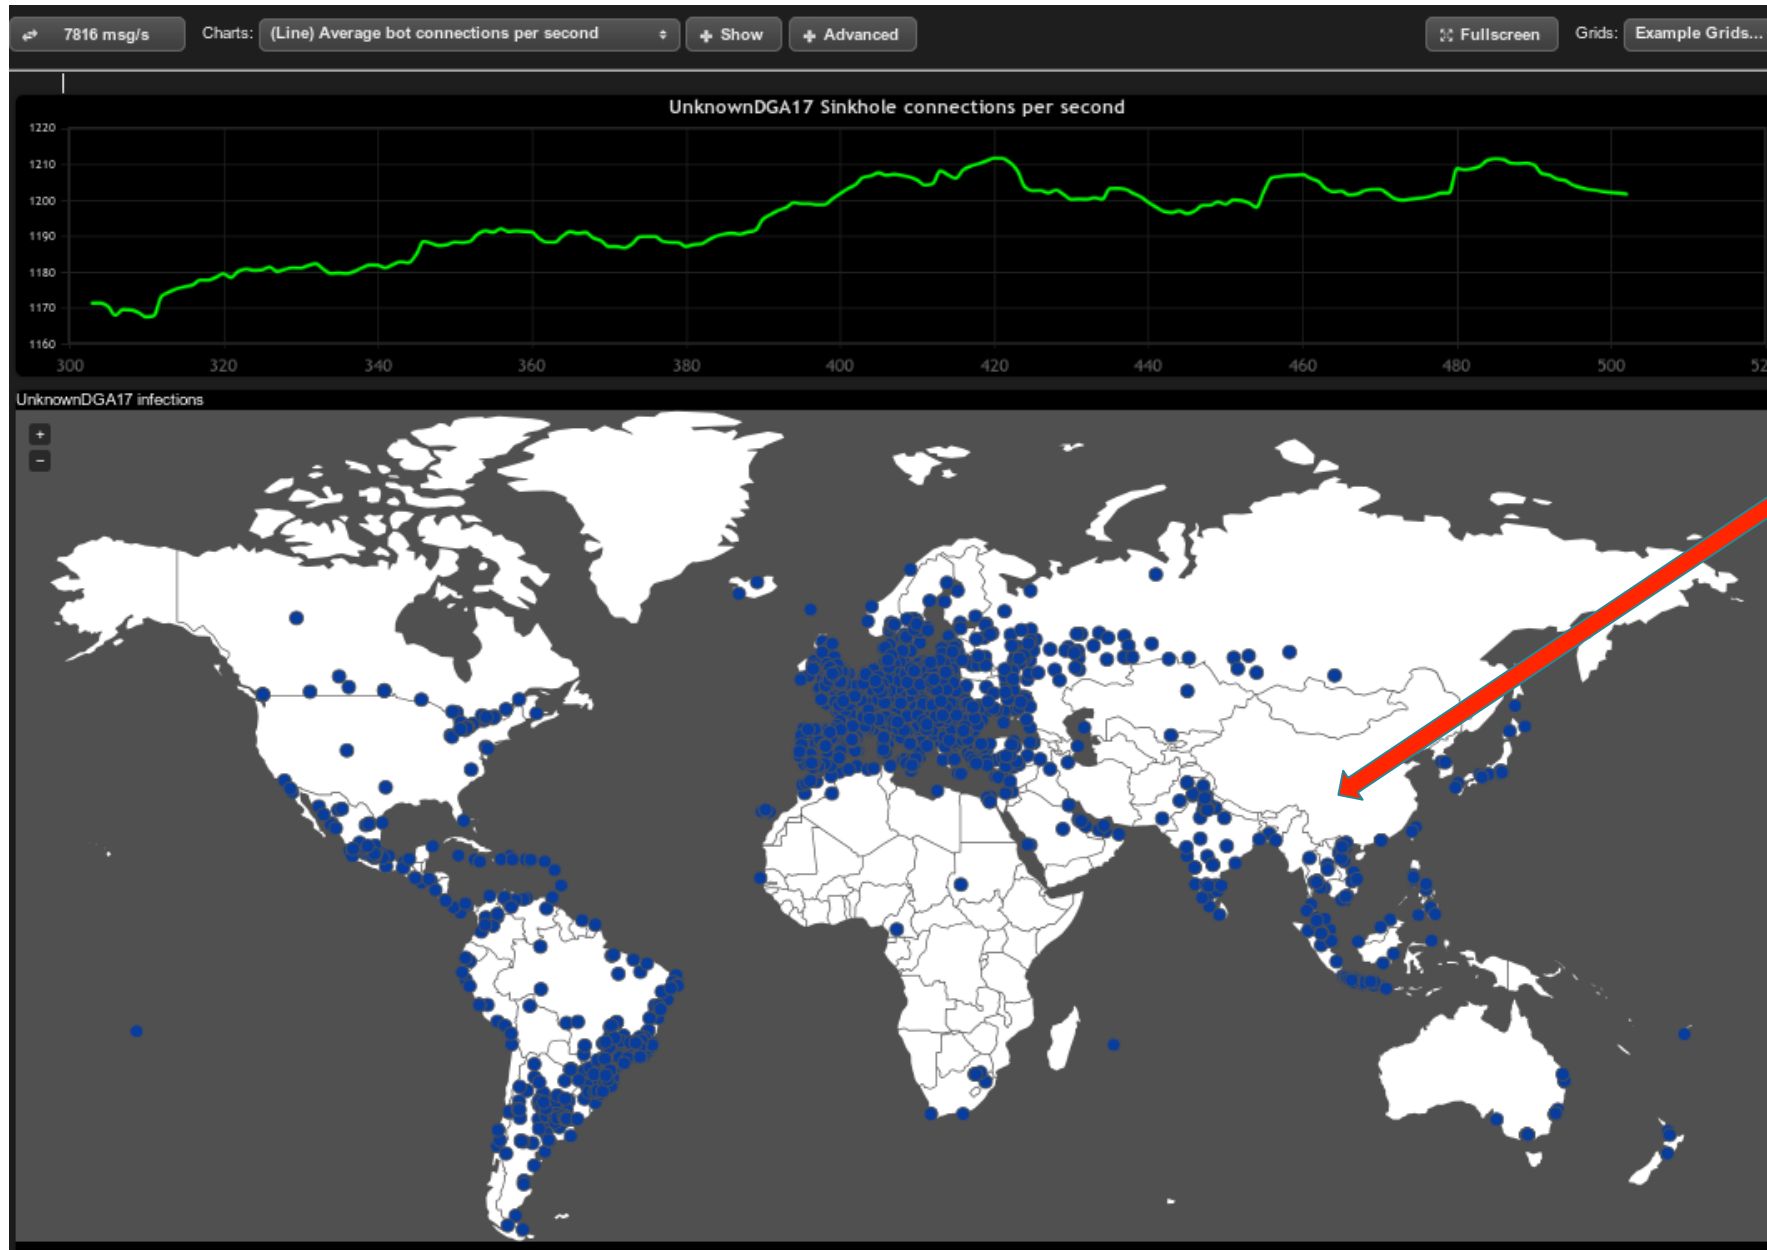 7816 msg/s Charts: (Line) Average bot connections per second + Show + Advanced Fullscreen Grids: Example Grids...
UnknownDGA17 Sinkhole connections per second
1220
1210
1200
1190
1180
1170
1160
300 320 340 360 380 400 420 440 460 480 500 52
UnknownDGA17 infections
+
−